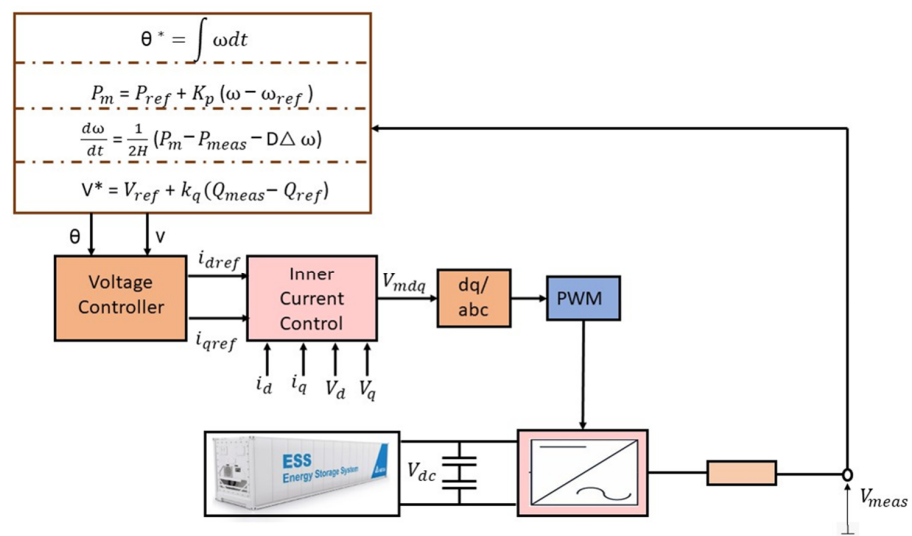 θ * = ∫ ωdt
P_m = P_ref + K_p (ω − ω_ref )
dω/dt = 1/2H (P_m − P_meas − D△ ω)
V* = V_ref + k_q (Q_meas − Q_ref)
θ
V
Voltage
Controller
i_dref
i_qref
Inner
Current
Control
i_d
i_q
V_d
V_q
V_mdq
dq/
abc
PWM
ESS
Energy Storage System
V_dc
V_meas